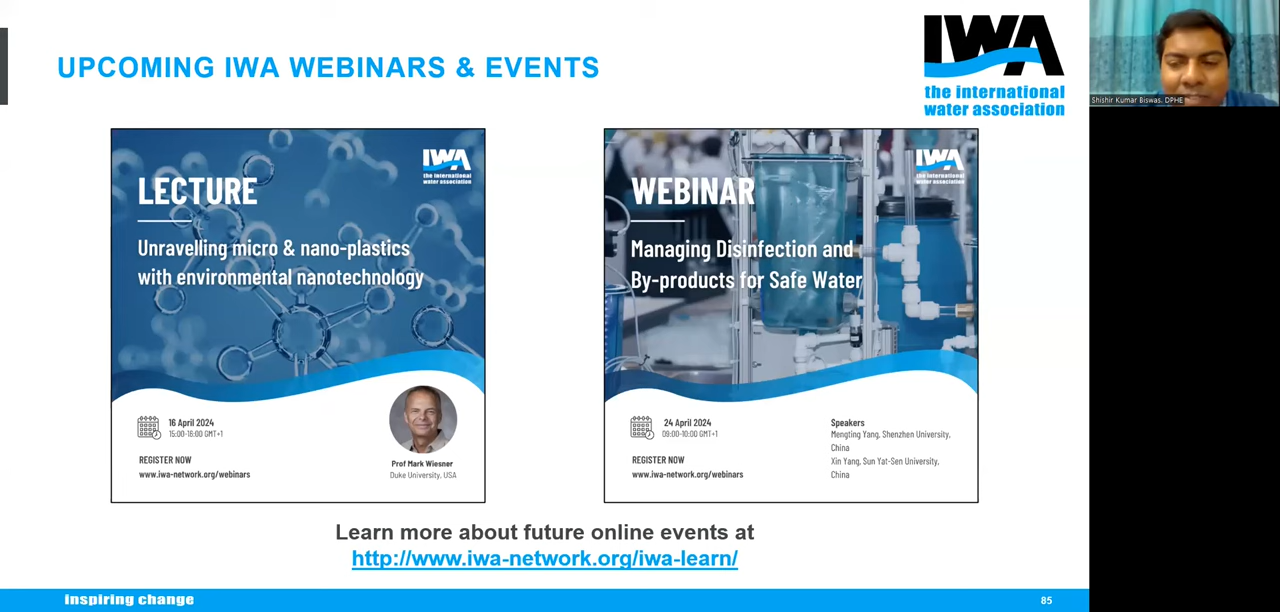 UPCOMING IWA WEBINARS & EVENTS
IWA
the international
water association
Shishir Kumar Biswas. DPHE
IWA
the international
water association
LECTURE
Unravelling micro & nano-plastics
with environmental nanotechnology
16 April 2024
15:00-16:00 GMT+1
REGISTER NOW
www.iwa-network.org/webinars
Prof Mark Wiesner
Duke University, USA
IWA
the international
water association
WEBINAR
Managing Disinfection and
By-products for Safe Water
24 April 2024
09:00-10:00 GMT+1
REGISTER NOW
www.iwa-network.org/webinars
Speakers
Mengting Yang, Shenzhen University,
China
Xin Yang, Sun Yat-Sen University,
China
Learn more about future online events at
http://www.iwa-network.org/iwa-learn/
inspiring change
85